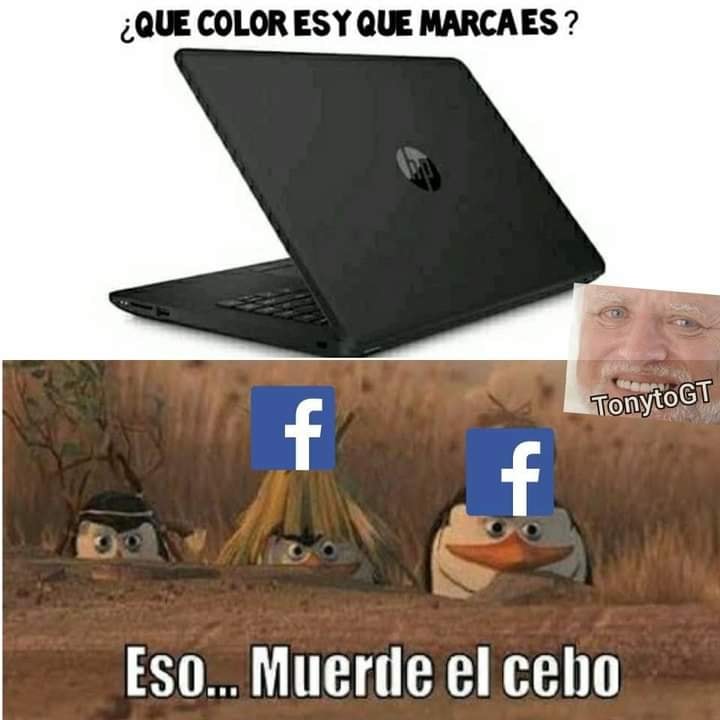 ¿QUE COLOR ES Y QUE MARCA ES ?
hp
TonytoGT
f
f
Eso... Muerde el cebo